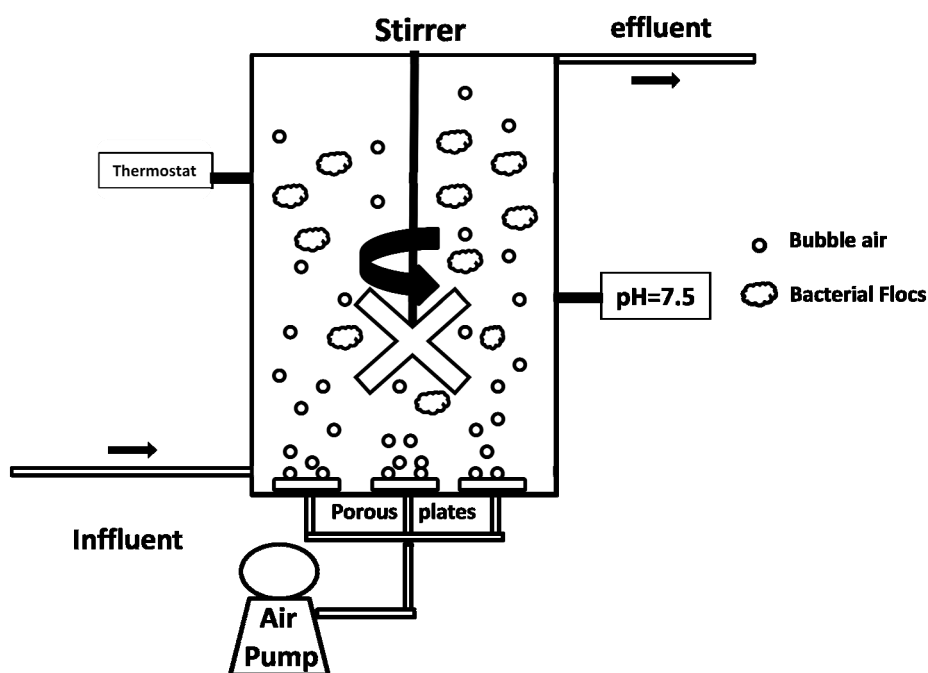 Stirrer
effluent
Thermostat
Bubble air
pH=7.5
Bacterial Flocs
Porous plates
Inffluent
Air
Pump